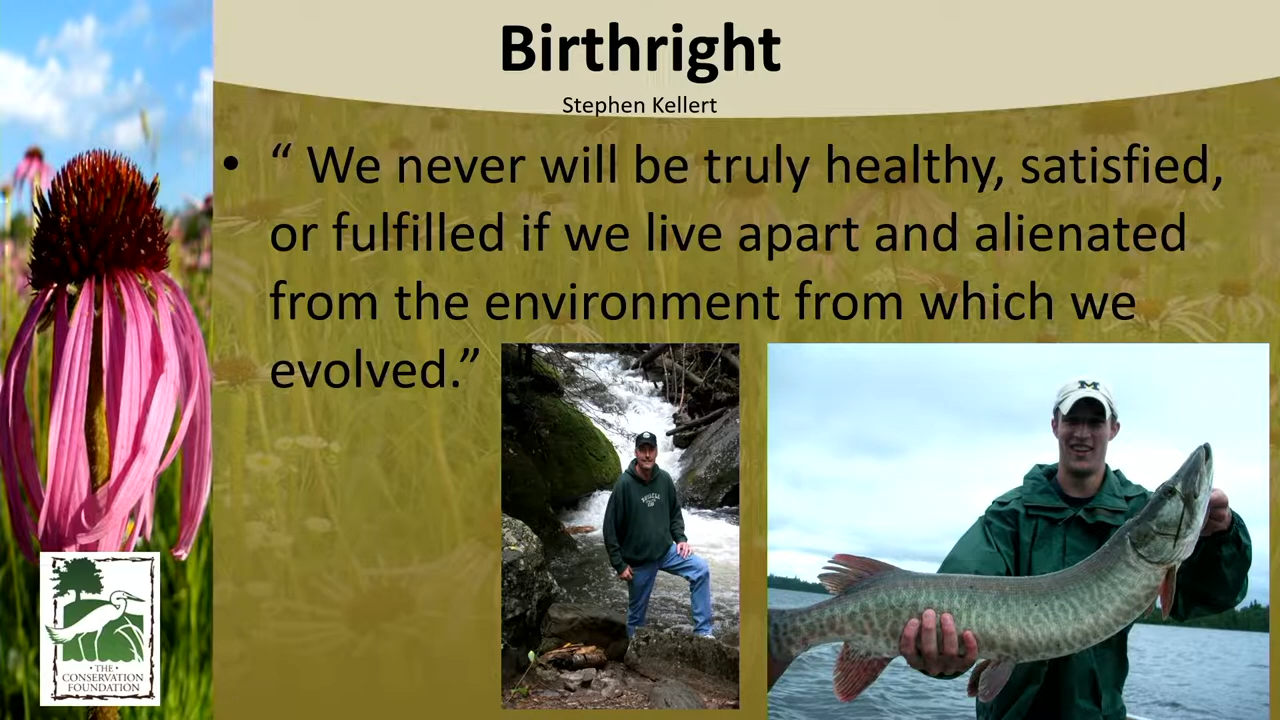 Birthright
Stephen Kellert
• “ We never will be truly healthy, satisfied,
or fulfilled if we live apart and alienated
from the environment from which we
evolved.”
M
• THE •
CONSERVATION
FOUNDATION